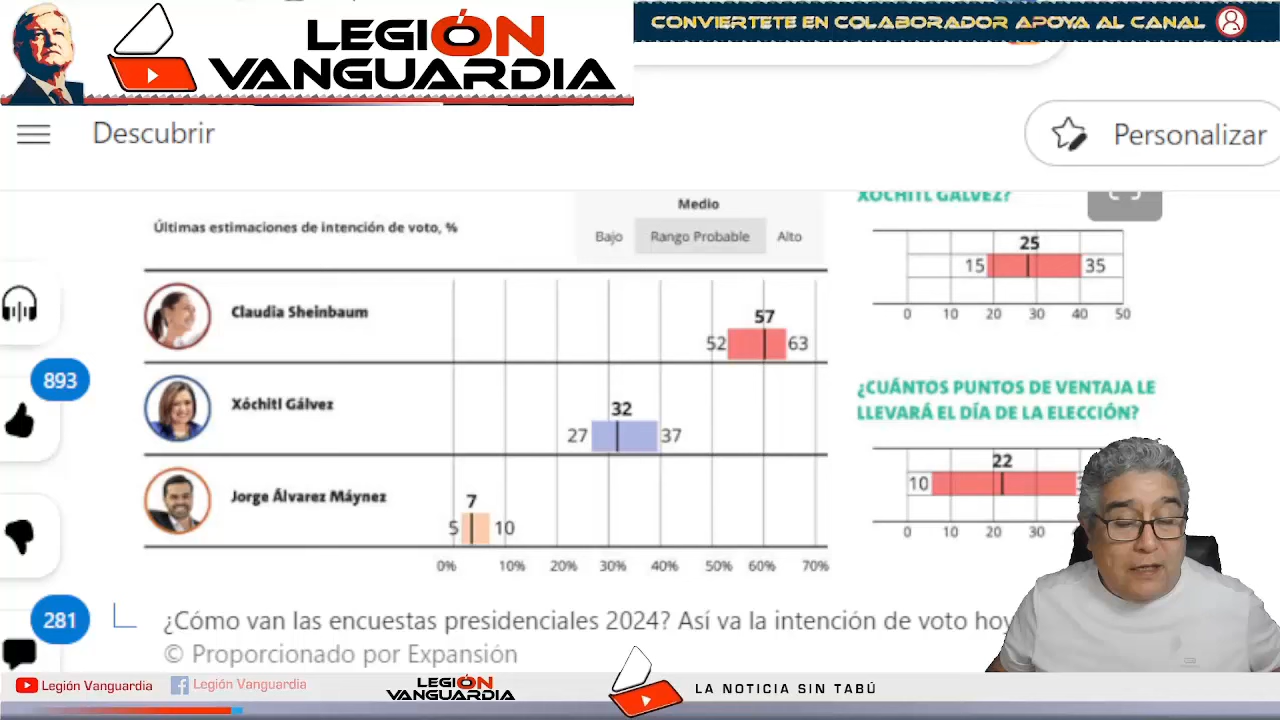 LEGIÓN
VANGUARDIA
CONVIERTETE EN COLABORADOR APOYA AL CANAL
Descubrir
Personalizar
Últimas estimaciones de intención de voto, %
Medio
Bajo Rango Probable Alto
Claudia Sheinbaum
57
52 63
Xóchitl Gálvez
32
27 37
Jorge Álvarez Máynez
7
5 10
0% 10% 20% 30% 40% 50% 60% 70%
XÓCHITL GÁLVEZ?
25
15 35
0 10 20 30 40 50
¿CUÁNTOS PUNTOS DE VENTAJA LE
LLEVARÁ EL DÍA DE LA ELECCIÓN?
22
10
0 10 20 30
893
281
¿Cómo van las encuestas presidenciales 2024? Así va la intención de voto hoy
© Proporcionado por Expansión
Legión Vanguardia
Legión Vanguardia
LEGIÓN
VANGUARDIA
LA NOTICIA SIN TABÚ